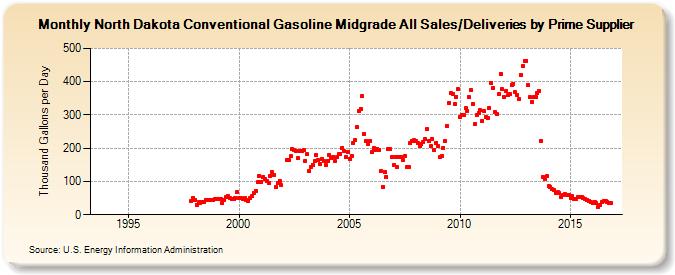 Monthly North Dakota Conventional Gasoline Midgrade All Sales/Deliveries by Prime Supplier
Thousand Gallons per Day
500
400
300
200
100
0
1995 2000 2005 2010 2015
Source: U.S. Energy Information Administration